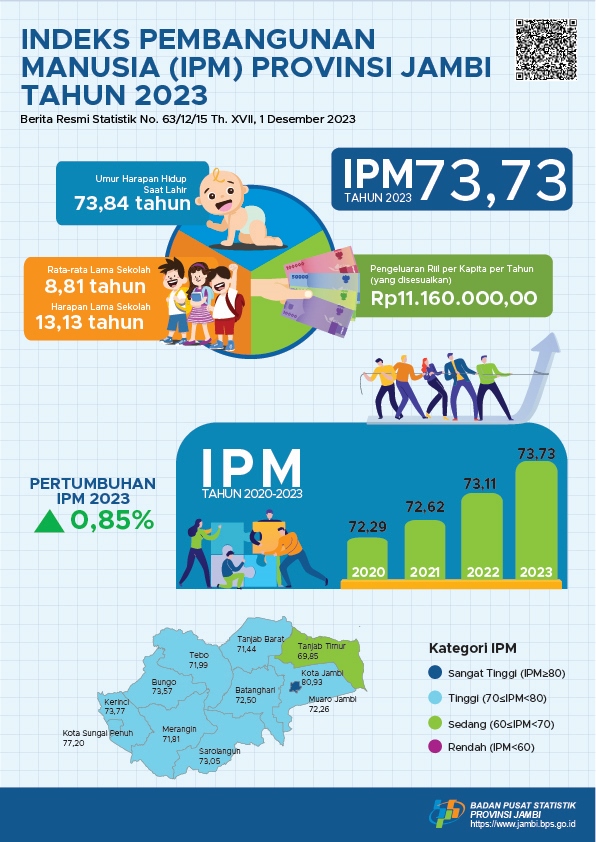 INDEKS PEMBANGUNAN
MANUSIA (IPM) PROVINSI JAMBI
TAHUN 2023
Berita Resmi Statistik No. 63/12/15 Th. XVII, 1 Desember 2023
IPM
TAHUN 2023
73,73
Umur Harapan Hidup
Saat Lahir
73,84 tahun
Rata-rata Lama Sekolah
8,81 tahun
Harapan Lama Sekolah
13,13 tahun
Pengeluaran Riil per Kapita per Tahun
(yang disesuaikan)
Rp11.160.000,00
PERTUMBUHAN
IPM 2023
0,85%
IPM
TAHUN 2020-2023
72,29
72,62
73,11
73,73
2020
2021
2022
2023
Tanjab Barat
71,44
Tanjab Timur
69,85
Tebo
71,99
Kota Jambi
80,93
Bungo
73,57
Batanghari
72,50
Muaro Jambi
72,26
Kerinci
73,77
Merangin
71,81
Kota Sungai Penuh
77,20
Sarolangun
73,05
Kategori IPM
Sangat Tinggi (IPM≥80)
Tinggi (70≤IPM<80)
Sedang (60≤IPM<70)
Rendah (IPM<60)
BADAN PUSAT STATISTIK
PROVINSI JAMBI
https://www.jambi.bps.go.id